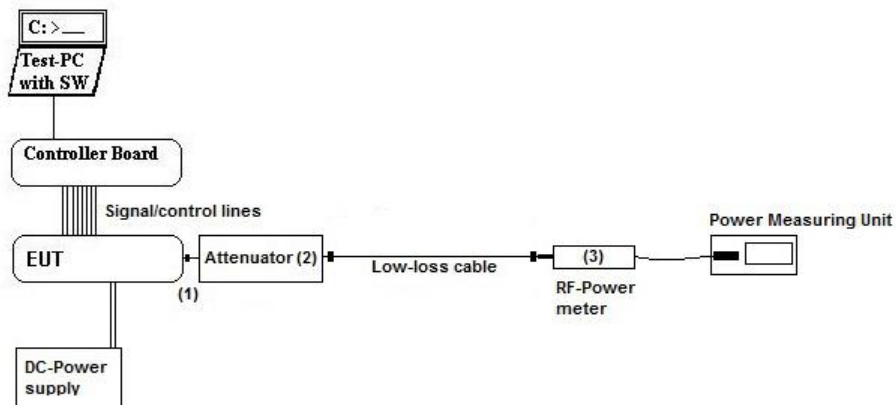 C: >__
Test-PC
with SW
Controller Board
Signal/control lines
EUT
(1)
Attenuator (2)
Low-loss cable
(3)
RF-Power
meter
Power Measuring Unit
DC-Power
supply